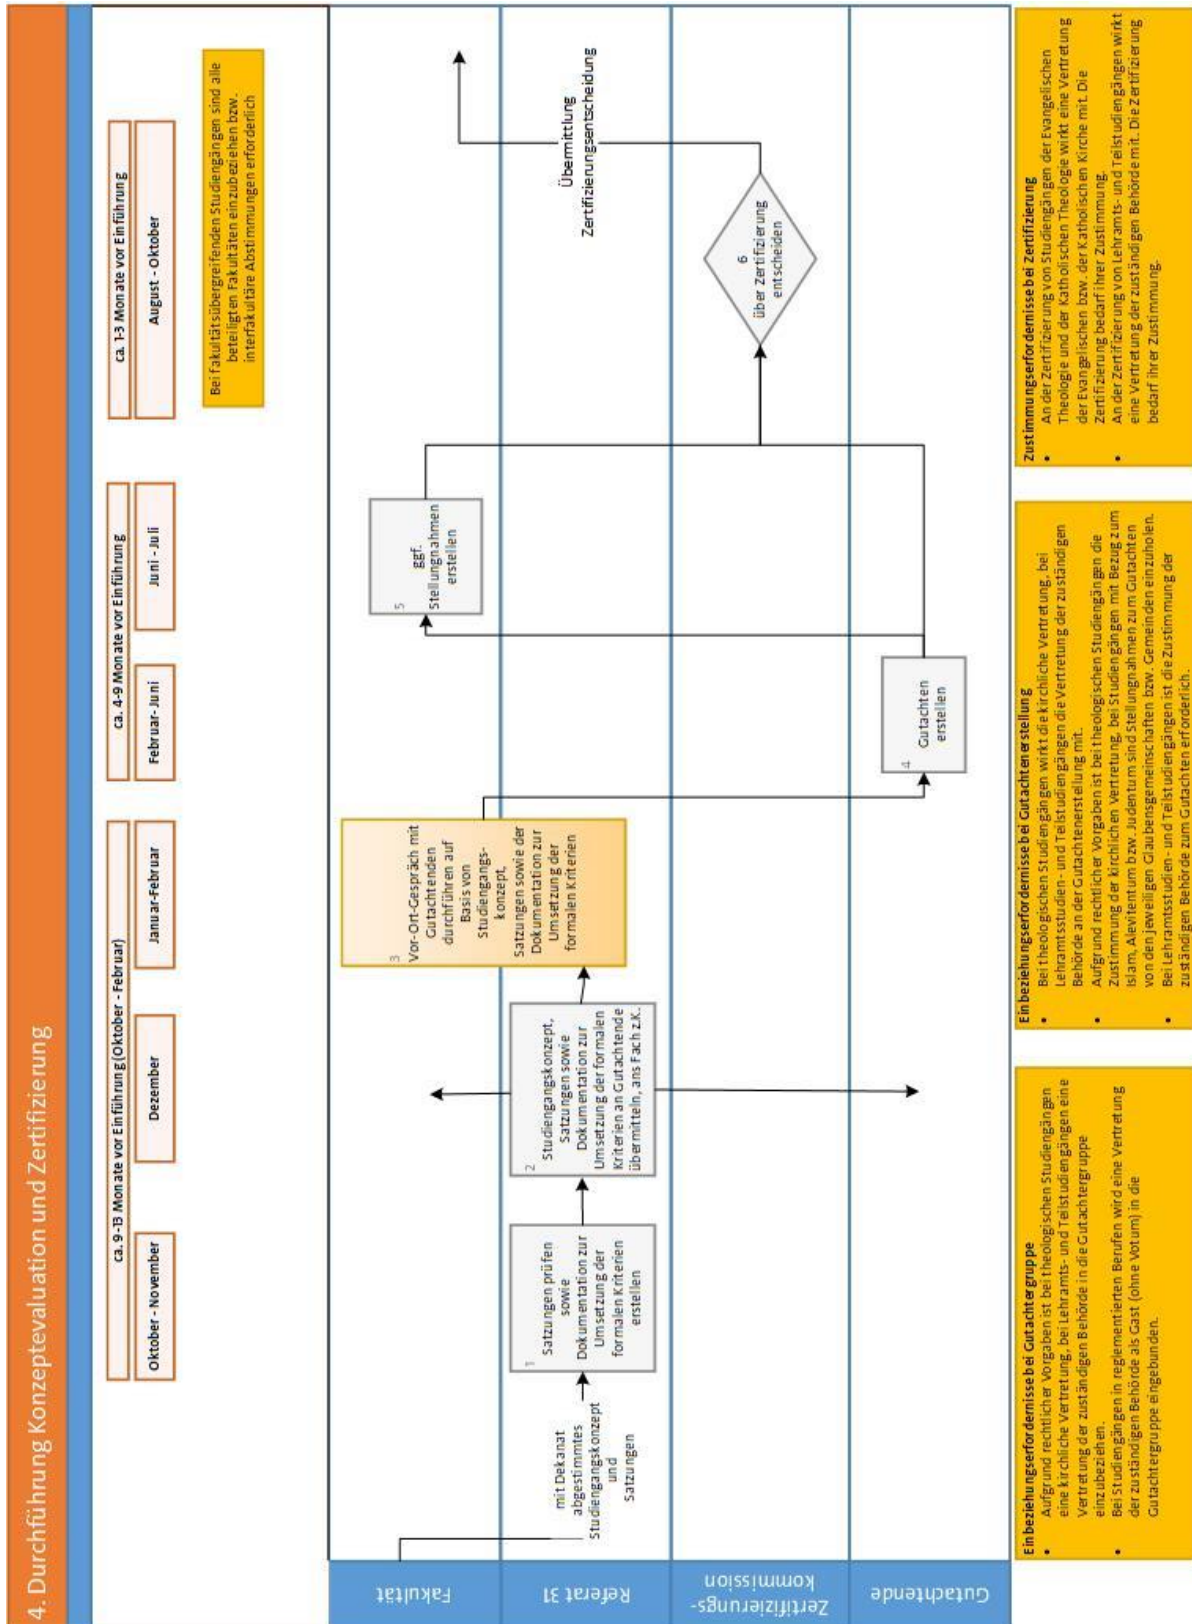 4. Durchführung Konzeptevaluation und Zertifizierung
ca. 9-13 Monate vor Einführung (Oktober - Februar)
Oktober - November
Dezember
Januar-Februar
ca. 4-9 Monate vor Einführung
Februar-Juni
Juni - Juli
ca. 1-3 Monate vor Einführung
August - Oktober
Bei fakultätsübergreifenden Studiengängen sind alle
beteiligten Fakultäten einzubeziehen bzw.
interfakultäre Abstimmungen erforderlich
Fakultät
Referat 31
Zertifizierungs-
kommission
Gutachtende
mit Dekanat
abgestimmtes
Studiengangskonzept
und
Satzungen
1
Satzungen prüfen
sowie
Dokumentation zur
Umsetzung der
formalen Kriterien
erstellen
2
Studiengangskonzept,
Satzungen sowie
Dokumentation zur
Umsetzung der formalen
Kriterien an Gutachtende
übermitteln, ans Fach z.K.
3
Vor-Ort-Gespräch mit
Gutachtenden
durchführen auf
Basis von
Studiengangs-
konzept,
Satzungen sowie der
Dokumentation zur
Umsetzung der
formalen Kriterien
4
Gutachten
erstellen
5
ggf.
Stellungnahmen
erstellen
6
über Zertifizierung
entscheiden
Übermittlung
Zertifizierungsentscheidung
Einbeziehungserfordernisse bei Gutachtergruppe
• Aufgrund rechtlicher Vorgaben ist bei theologischen Studiengängen
eine kirchliche Vertretung, bei Lehramts- und Teilstudiengängen eine
Vertretung der zuständigen Behörde in die Gutachtergruppe
einzubeziehen.
• Bei Studiengängen in reglementierten Berufen wird eine Vertretung
der zuständigen Behörde als Gast (ohne Votum) in die
Gutachtergruppe eingebunden.
Einbeziehungserfordernisse bei Gutachtenerstellung
• Bei theologischen Studiengängen wirkt die kirchliche Vertretung, bei
Lehramtsstudien- und Teilstudiengängen die Vertretung der zuständigen
Behörde an der Gutachtenerstellung mit.
• Aufgrund rechtlicher Vorgaben ist bei theologischen Studiengängen die
Zustimmung der kirchlichen Vertretung, bei Studiengängen mit Bezug zum
Islam, Alevitentum bzw. Judentum sind Stellungnahmen zum Gutachten
von den jeweiligen Glaubensgemeinschaften bzw. Gemeinden einzuholen.
• Bei Lehramtsstudien- und Teilstudiengängen ist die Zustimmung der
zuständigen Behörde zum Gutachten erforderlich.
Zustimmungserfordernisse bei Zertifizierung
• An der Zertifizierung von Studiengängen der Evangelischen
Theologie und der Katholischen Theologie wirkt eine Vertretung
der Evangelischen bzw. der Katholischen Kirche mit. Die
Zertifizierung bedarf ihrer Zustimmung.
• An der Zertifizierung von Lehramts- und Teilstudiengängen wirkt
eine Vertretung der zuständigen Behörde mit. Die Zertifizierung
bedarf ihrer Zustimmung.